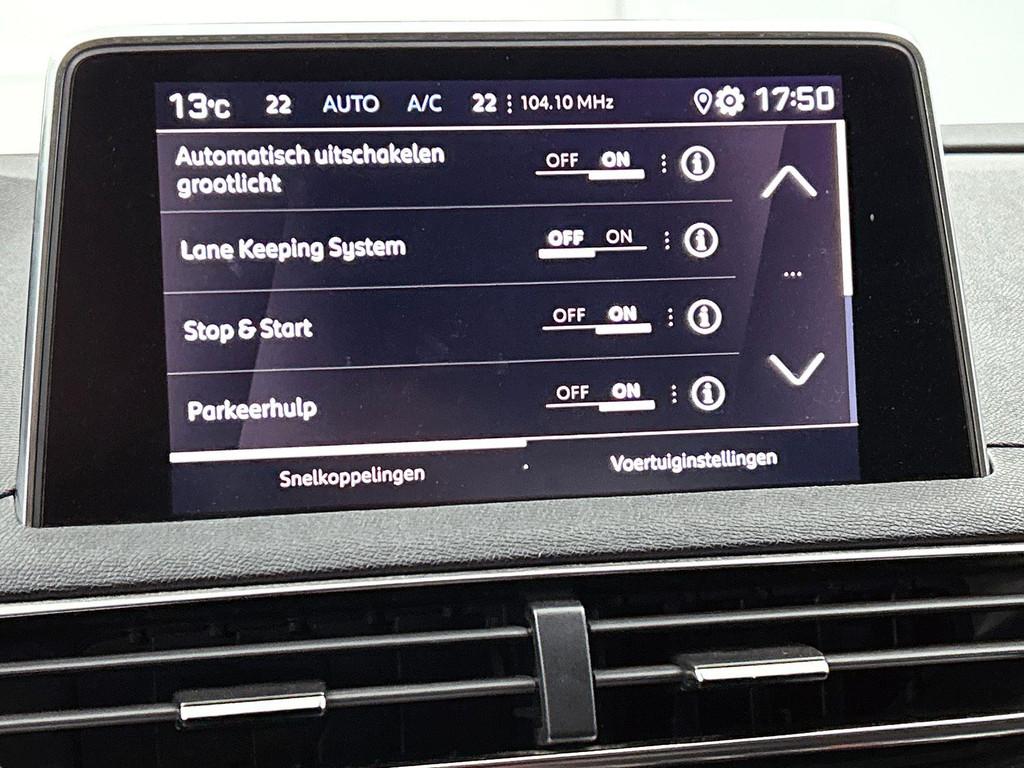 13°C 22 AUTO A/C 22 104.10 MHz 17:50
Automatisch uitschakelen
grootlicht
OFF ON
Lane Keeping System OFF ON
Stop & Start OFF ON
Parkeerhulp OFF ON
Snelkoppelingen Voertuiginstellingen